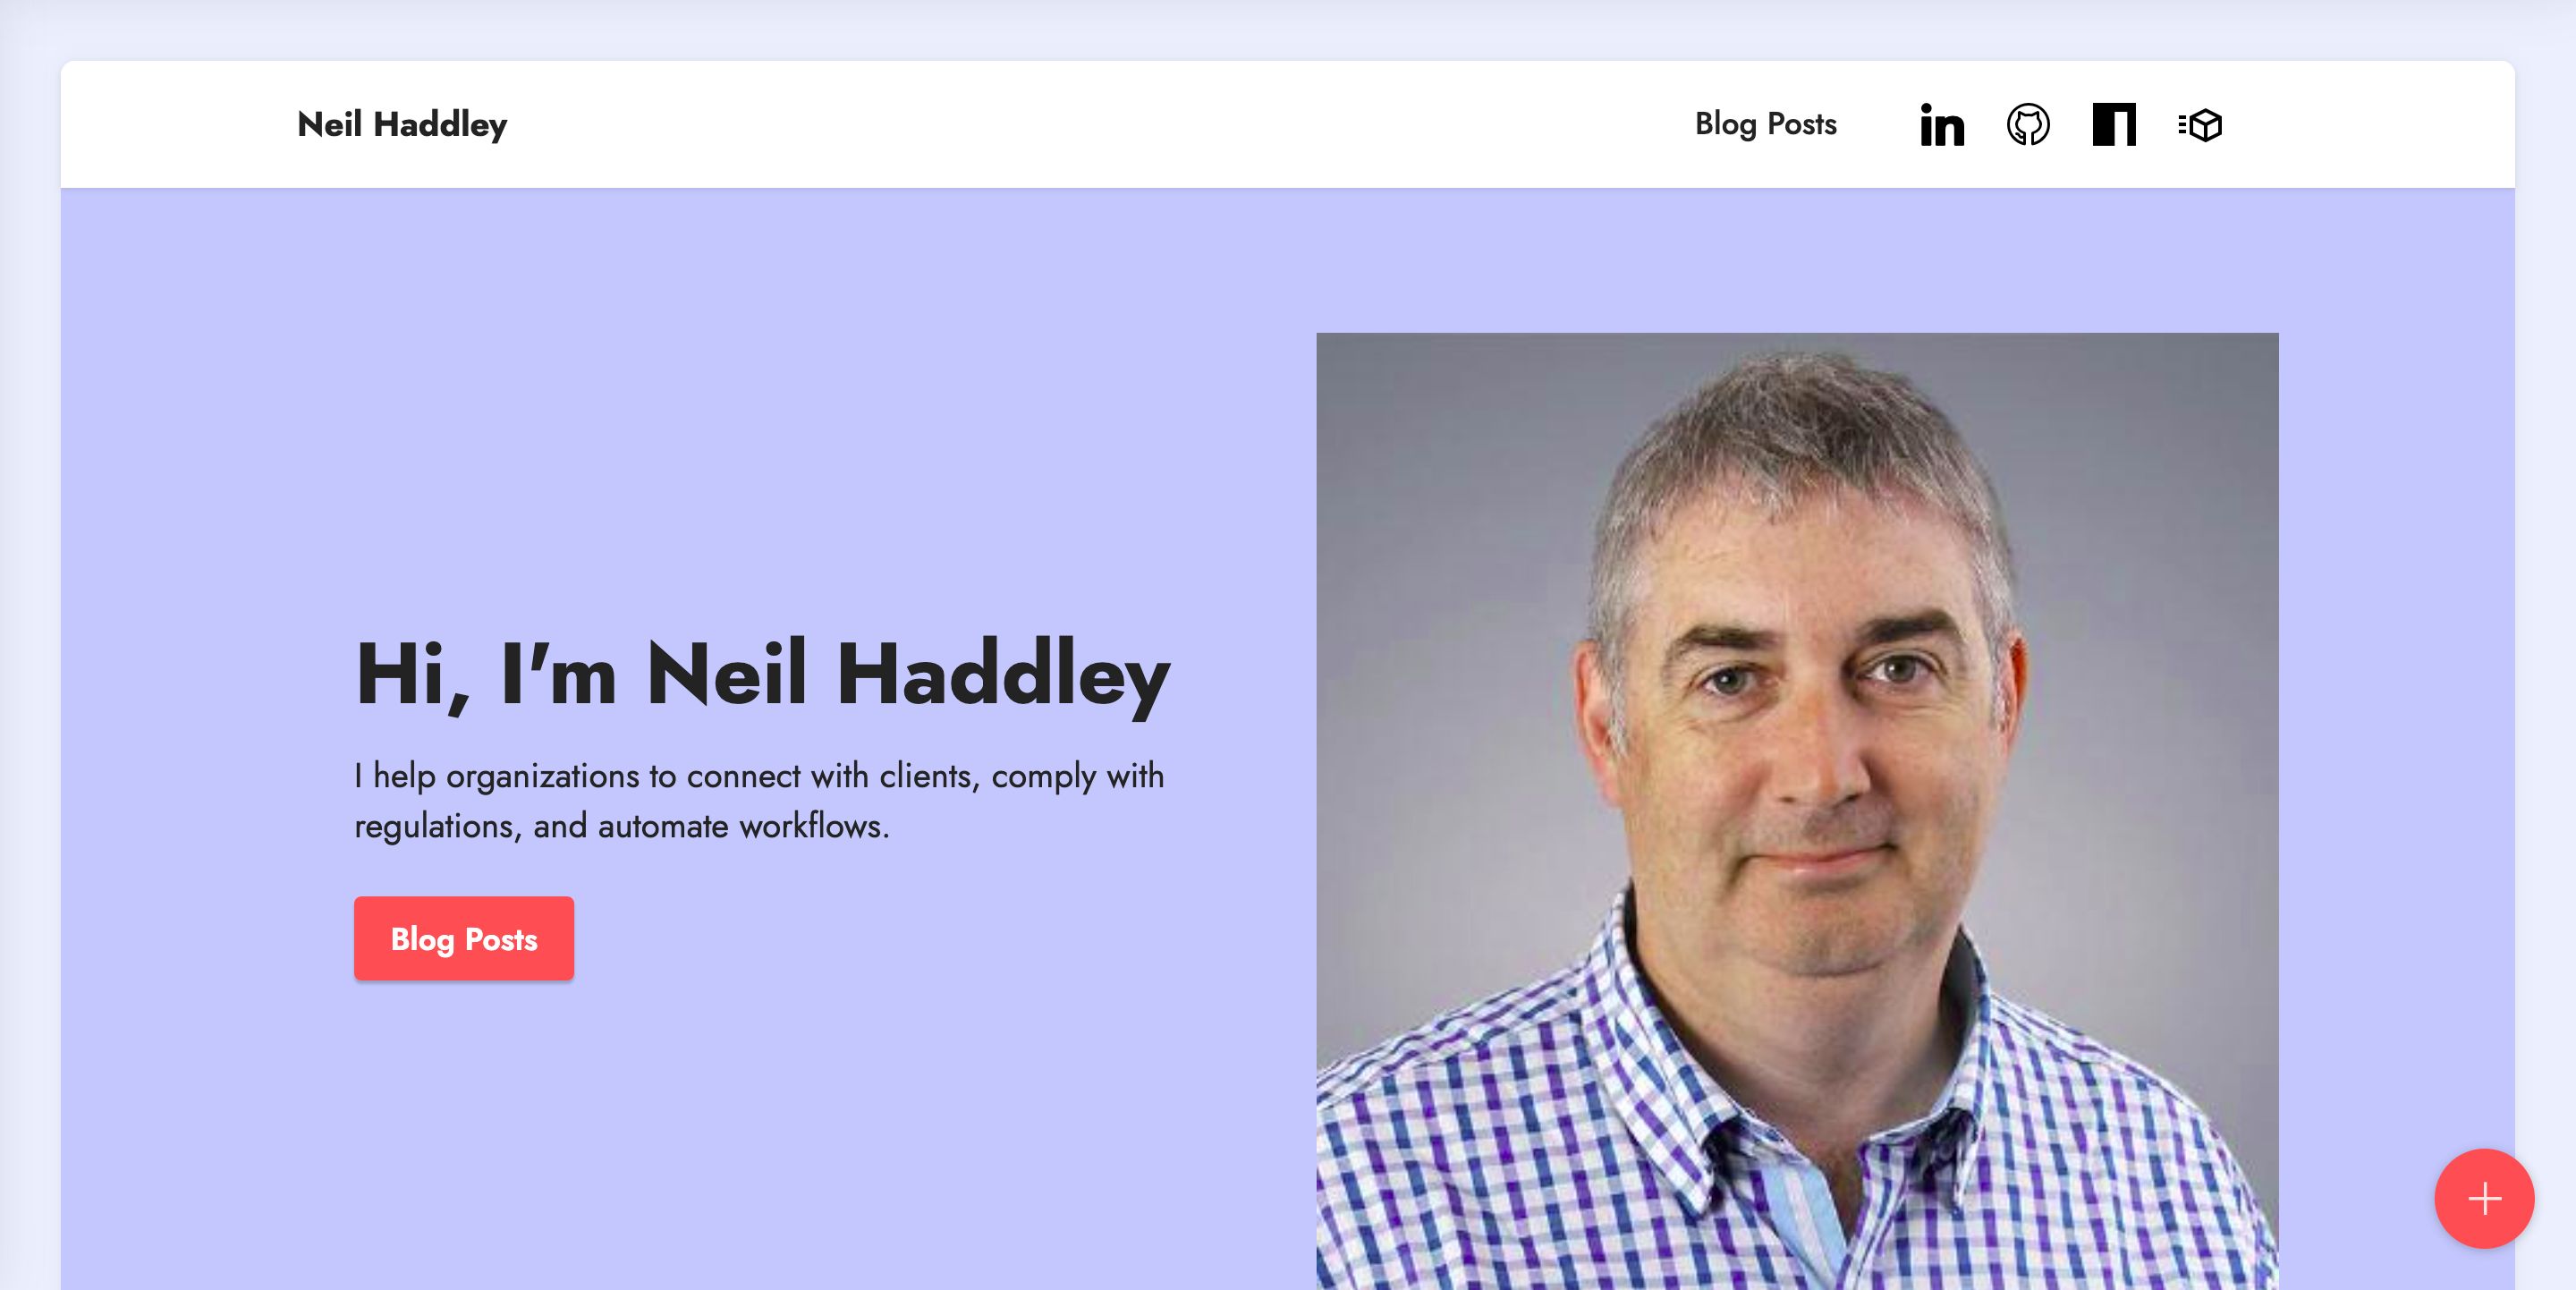 Neil Haddley
Blog Posts
Hi, I'm Neil Haddley
I help organizations to connect with clients, comply with
regulations, and automate workflows.
Blog Posts